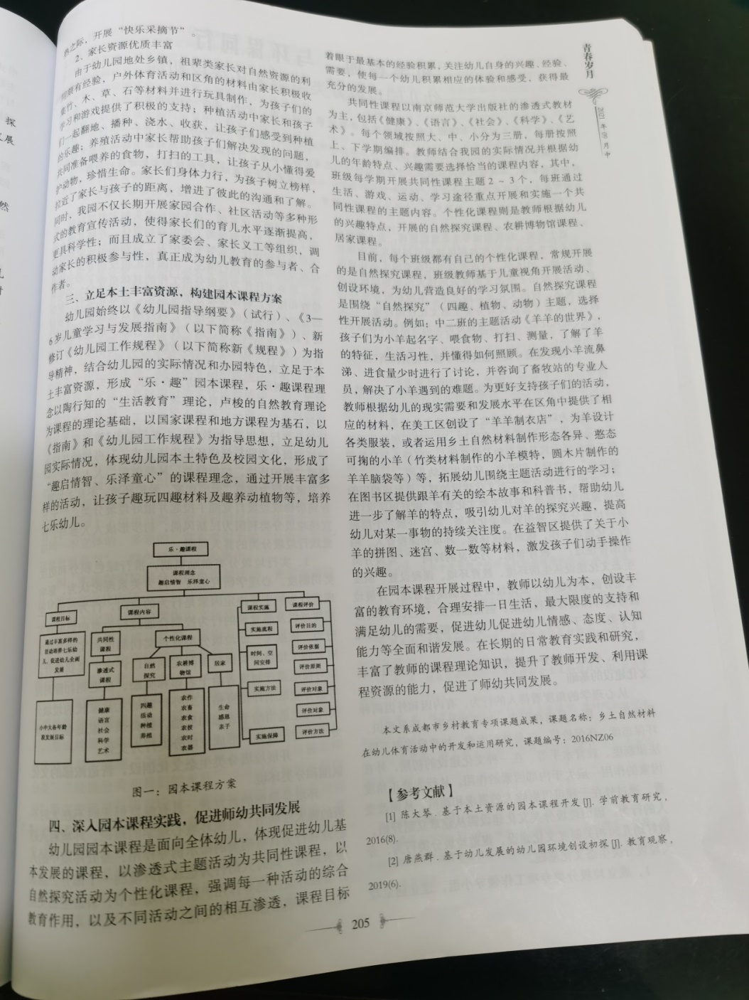 熟之际，开展“快乐采摘节”。
2、家长资源优质丰富
由于幼儿园地处乡镇，祖辈类家长对自然资源的利
用颇有经验，户外体育活动和区角的材料由家长积极收
集竹、木、草、石等材料并进行玩具制作，为孩子们的
学习和游戏提供了积极的支持；种植活动中家长和孩子
们一起翻地、播种、浇水、收获，让孩子们感受到种植
的乐趣；养殖活动中家长帮助孩子们解决发现的问题，
共同准备喂养的食物，打扫的工具，让孩子从小懂得爱
护动物，珍惜生命。家长们身体力行，为孩子树立榜样，
拉近了家长与孩子的距离，增进了彼此的沟通和了解。
同时，我园不仅长期开展家园合作、社区活动等多种形
式的教育宣传活动，使得家长们的育儿水平逐渐提高，
更具科学性；而且成立了家委会、家长义工等组织，调
动家长的积极参与性，真正成为幼儿教育的参与者、合
作者。
三、立足本土丰富资源，构建园本课程方案
幼儿园始终以《幼儿园指导纲要》（试行）、《3—
6岁儿童学习与发展指南》（以下简称《指南》）、新
修订《幼儿园工作规程》（以下简称新《规程》）为指
导精神，结合幼儿园的实际情况和办园特色，立足于本
土丰富资源，形成“乐·趣”园本课程，乐·趣课程理
念以陶行知的“生活教育”理论，卢梭的自然教育理论
为课程的理论基础，以国家课程和地方课程为基石，以
《指南》和《幼儿园工作规程》为指导思想，立足幼儿
园实际情况，体现幼儿园本土特色及校园文化，形成了
“趣启情智、乐泽童心”的课程理念，通过开展丰富多
样的活动，让孩子趣玩四趣材料及趣养动植物等，培养
七乐幼儿。
乐·趣课程
课程理念
趣启情智 乐泽童心
课程目标
课程内容
课程实施
课程评价
通过丰富多样的
活动培养七乐幼
儿，促进幼儿全面
发展
小中大各年龄
段发展目标
共同性
课程
渗透式
课程
健康
语言
社会
科学
艺术
个性化课程
自然
探究
四趣
活动
种植
养殖
农耕博
物馆
农作
农畜
农食
农技
农时
农器
居家
生命
感恩
亲子
实施流程
时间、空
间安排
实施方法
实施保障
评价目的
评价依据
评价原则
评价对象
评价对象
评价方法
图一：园本课程方案
四、深入园本课程实践，促进师幼共同发展
幼儿园园本课程是面向全体幼儿，体现促进幼儿基
本发展的课程，以渗透式主题活动为共同性课程，以
自然探究活动为个性化课程，强调每一种活动的综合
教育作用，以及不同活动之间的相互渗透，课程目标
着眼于最基本的经验积累，关注幼儿自身的兴趣、经验、
需要，使每一个幼儿积累相应的体验和感受，获得最
充分的发展。
共同性课程以南京师范大学出版社的渗透式教材
为主，包括《健康》、《语言》、《社会》、《科学》、《艺
术》。每个领域按照大、中、小分为三册，每册按照
上、下学期编排。教师结合我园的实际情况并根据幼
儿的年龄特点、兴趣需要选择恰当的课程内容，其中，
班级每学期开展共同性课程主题2－3个，每班通过
生活、游戏、运动、学习途径重点开展和实施一个共
同性课程的主题内容。个性化课程则是教师根据幼儿
的兴趣特点，开展的自然探究课程、农耕博物馆课程、
居家课程。
目前，每个班级都有自己的个性化课程，常规开展
的是自然探究课程，班级教师基于儿童视角开展活动、
创设环境，为幼儿营造良好的学习氛围。自然探究课程
是围绕“自然探究”（四趣、植物、动物）主题，选择
性开展活动。例如：中二班的主题活动《羊羊的世界》，
孩子们为小羊起名字、喂食物、打扫、测量，了解了羊
的特征，生活习性，并懂得如何照顾。在发现小羊流鼻
涕、进食量少时进行了讨论，并咨询了畜牧站的专业人
员，解决了小羊遇到的难题。为更好支持孩子们的活动，
教师根据幼儿的现实需要和发展水平在区角中提供了相
应的材料，在美工区创设了“羊羊制衣店”，为羊设计
各类服装，或者运用乡土自然材料制作形态各异、憨态
可掬的小羊（竹类材料制作的小羊模特，圆木片制作的
羊羊脑袋等）等，拓展幼儿围绕主题活动进行的学习；
在图书区提供跟羊有关的绘本故事和科普书，帮助幼儿
进一步了解羊的特点，吸引幼儿对羊的探究兴趣，提高
幼儿对某一事物的持续关注度。在益智区提供了关于小
羊的拼图、迷宫、数一数等材料，激发孩子们动手操作
的兴趣。
在园本课程开展过程中，教师以幼儿为本，创设丰
富的教育环境，合理安排一日生活，最大限度的支持和
满足幼儿的需要，促进幼儿促进幼儿情感、态度、认知
能力等全面和谐发展。在长期的日常教育实践和研究，
丰富了教师的课程理论知识，提升了教师开发、利用课
程资源的能力，促进了师幼共同发展。
本文系成都市乡村教育专项课题成果，课题名称：乡土自然材料
在幼儿体育活动中的开发和运用研究，课题编号：2016NZ06
【参考文献】
[1] 陈大琴．基于本土资源的园本课程开发[J]．学前教育研究，
2016(8).
[2] 唐燕群．基于幼儿发展的幼儿园环境创设初探[J]．教育观察，
2019(6).
青春岁月
205